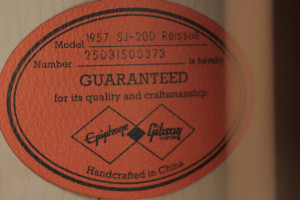 Model 1957 SJ-200 Reissue
Number 25031500373 is hereby
GUARANTEED
for its quality and craftsmanship.
Epiphone Gibson
CUSTOM
Handcrafted in China